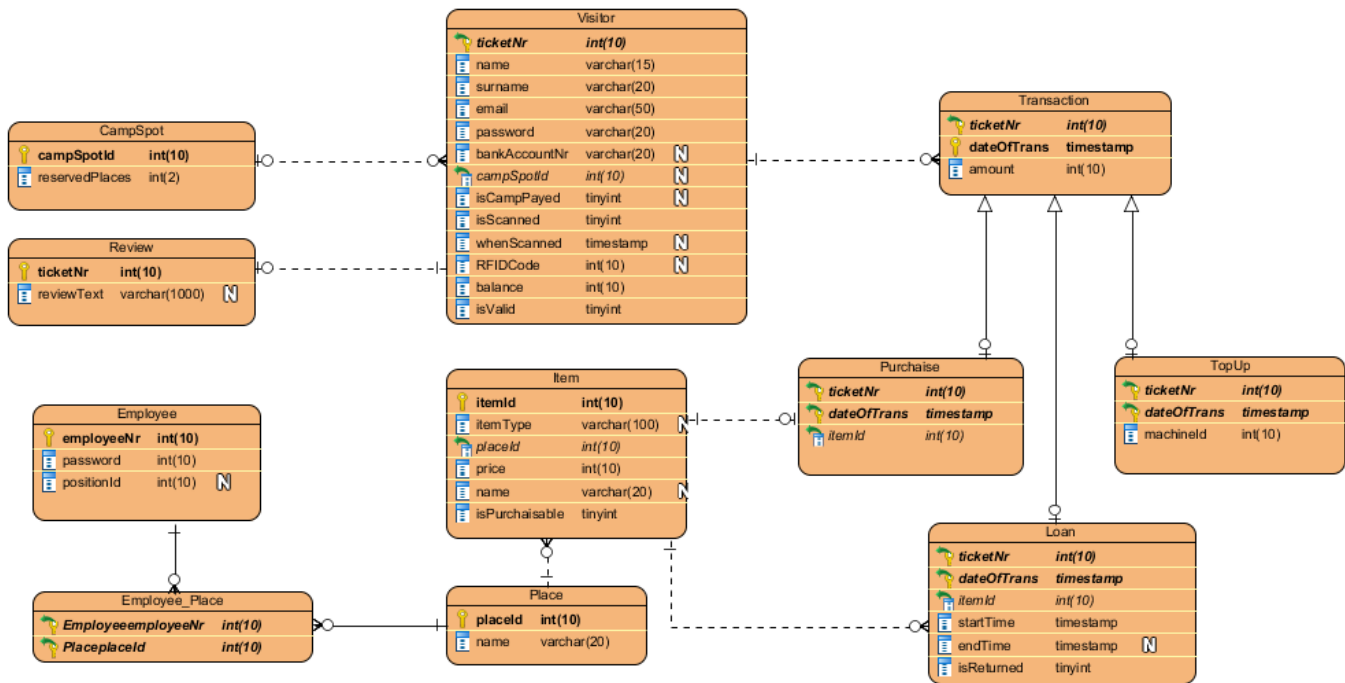 Visitor
ticketNr int(10)
name varchar(15)
surname varchar(20)
email varchar(50)
password varchar(20)
bankAccountNr varchar(20) N
campSpotId int(10) N
isCampPayed tinyint N
isScanned tinyint
whenScanned timestamp N
RFIDCode int(10) N
balance int(10)
isValid tinyint
CampSpot
campSpotId int(10)
reservedPlaces int(2)
Review
ticketNr int(10)
reviewText varchar(1000) N
Transaction
ticketNr int(10)
dateOfTrans timestamp
amount int(10)
Purchaise
ticketNr int(10)
dateOfTrans timestamp
itemId int(10)
TopUp
ticketNr int(10)
dateOfTrans timestamp
machineId int(10)
Item
itemId int(10)
itemType varchar(100) N
placeId int(10)
price int(10)
name varchar(20) N
isPurchaisable tinyint
Employee
employeeNr int(10)
password int(10)
positionId int(10) N
Loan
ticketNr int(10)
dateOfTrans timestamp
itemId int(10)
startTime timestamp
endTime timestamp N
isReturned tinyint
Employee_Place
EmployeeemployeeNr int(10)
PlaceplaceId int(10)
Place
placeId int(10)
name varchar(20)